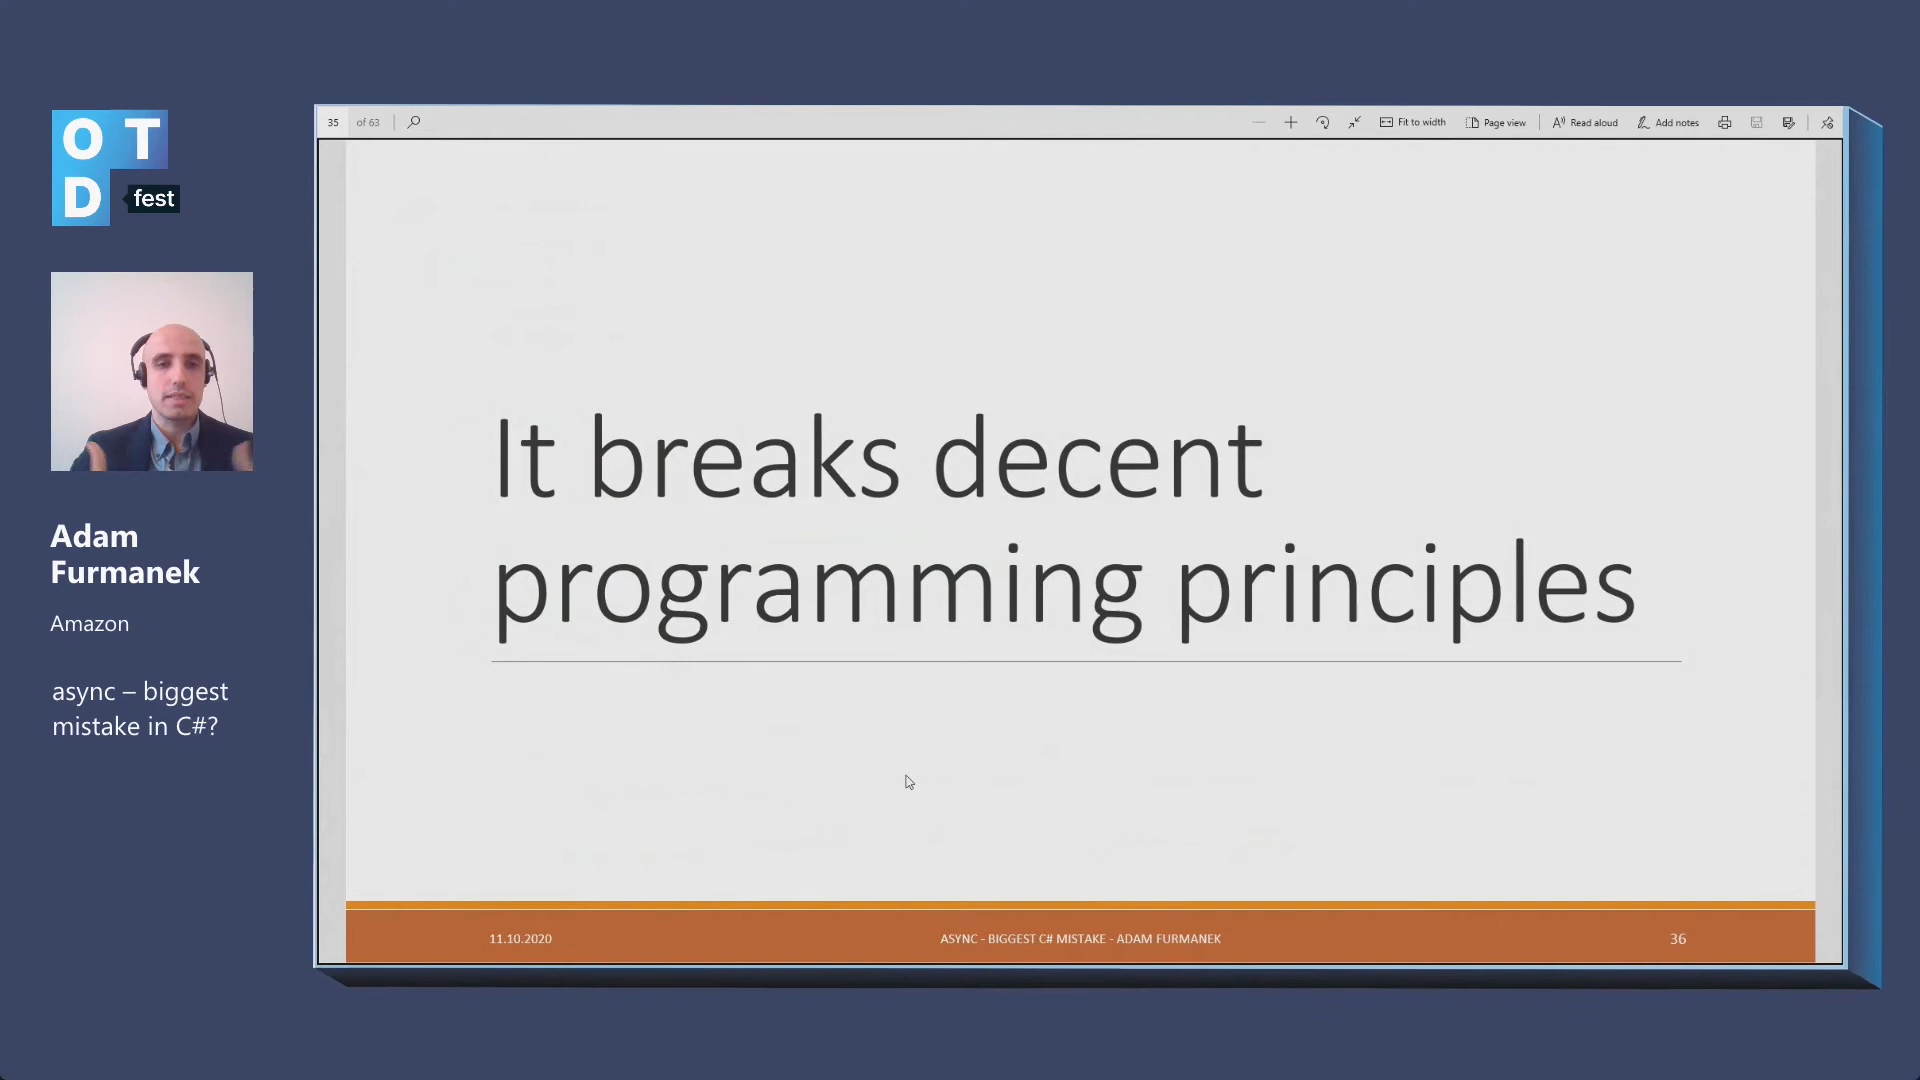 O T
D fest
Adam
Furmanek
Amazon
async – biggest
mistake in C#?
35 of 63 Fit to width Page view Read aloud Add notes
It breaks decent
programming principles
11.10.2020 ASYNC - BIGGEST C# MISTAKE - ADAM FURMANEK 36